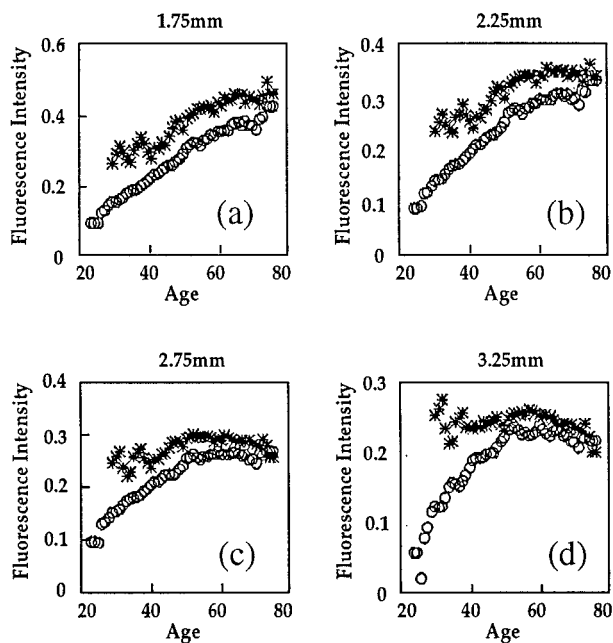 1.75mm
Fluorescence Intensity
0.6
0.4
0.2
0
(a)
20 40 60 80
Age
2.25mm
Fluorescence Intensity
0.4
0.3
0.2
0.1
0
(b)
20 40 60 80
Age
2.75mm
Fluorescence Intensity
0.4
0.3
0.2
0.1
0
(c)
20 40 60 80
Age
3.25mm
Fluorescence Intensity
0.3
0.2
0.1
0
(d)
20 40 60 80
Age